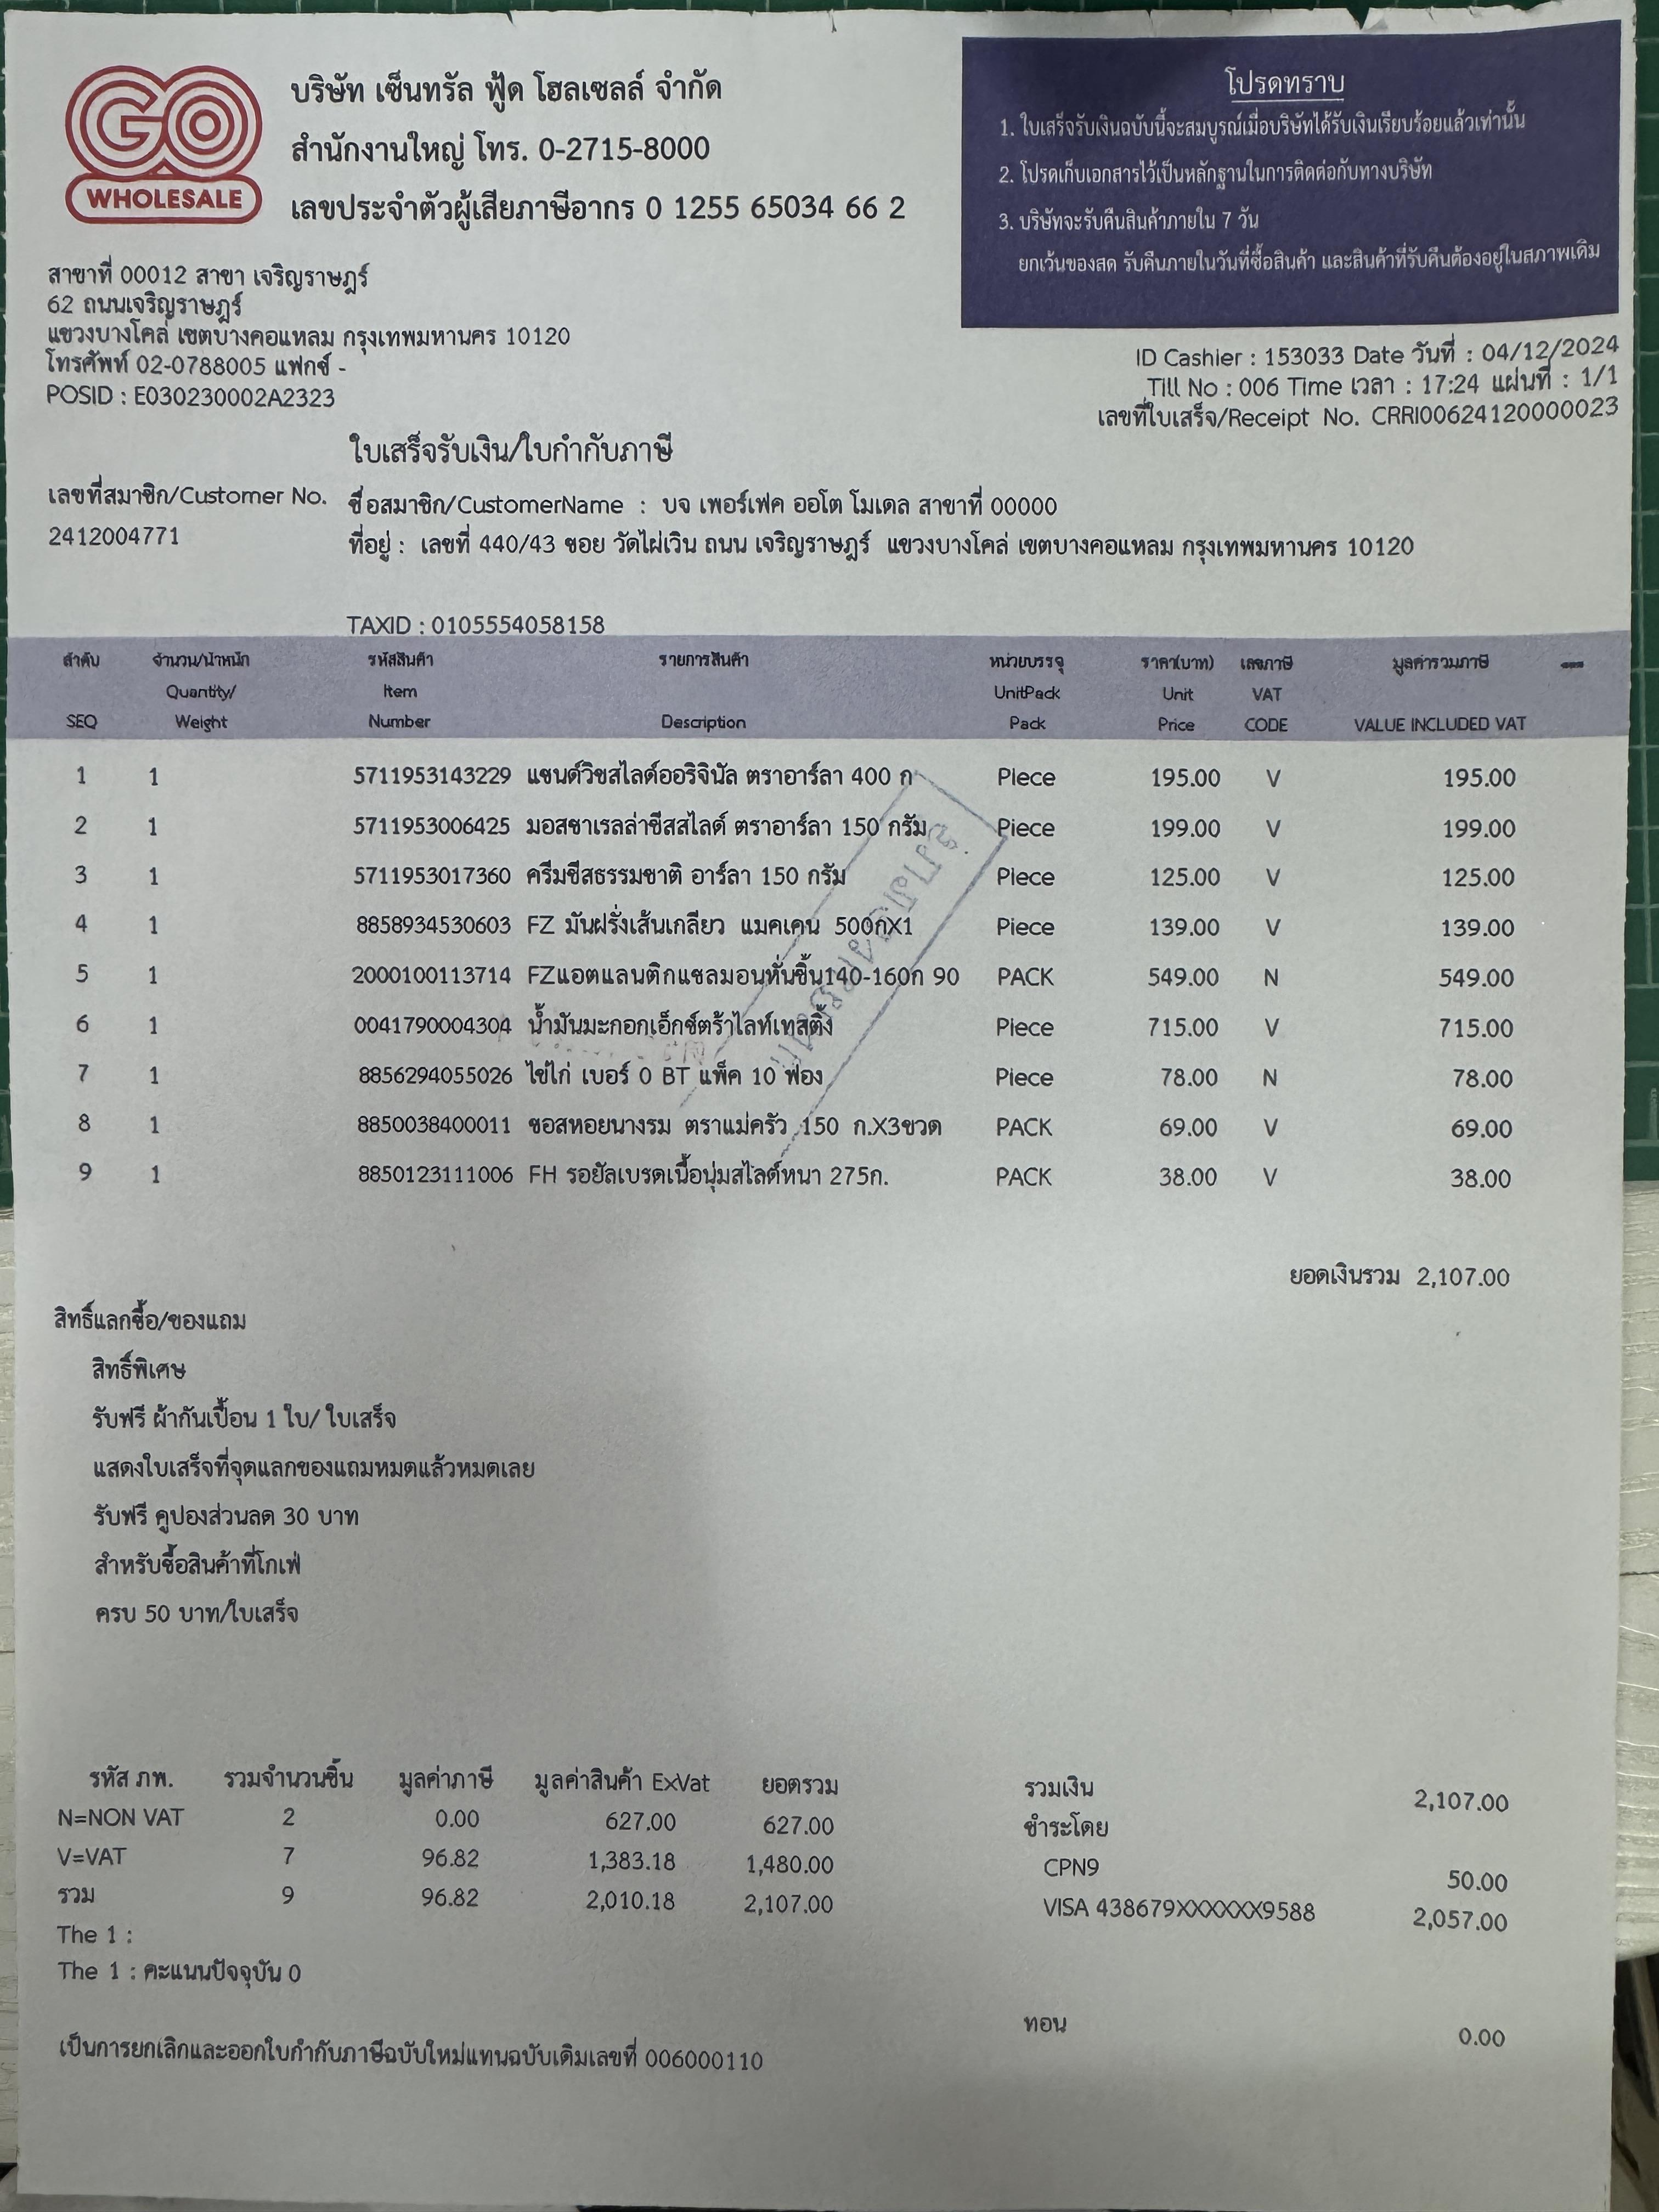 GO
WHOLESALE
บริษัท เซ็นทรัล ฟู้ด โฮลเซลล์ จำกัด
สำนักงานใหญ่ โทร. 0-2715-8000
เลขประจำตัวผู้เสียภาษีอากร 0 1255 65034 66 2
โปรดทราบ
1. ใบเสร็จรับเงินฉบับนี้จะสมบูรณ์เมื่อบริษัทได้รับเงินเรียบร้อยแล้วเท่านั้น
2. โปรดเก็บเอกสารไว้เป็นหลักฐานในการติดต่อกับทางบริษัท
3. บริษัทจะรับคืนสินค้าภายใน 7 วัน
ยกเว้นของสด รับคืนภายในวันที่ซื้อสินค้า และสินค้าที่รับคืนต้องอยู่ในสภาพเดิม
สาขาที่ 00012 สาขา เจริญราษฎร์
62 ถนนเจริญราษฎร์
แขวงบางโคล่ เขตบางคอแหลม กรุงเทพมหานคร 10120
โทรศัพท์ 02-0788005 แฟกซ์ -
POSID : E030230002A2323
ID Cashier : 153033 Date วันที่ : 04/12/2024
Till No : 006 Time เวลา : 17:24 แผ่นที่ : 1/1
เลขที่ใบเสร็จ/Receipt No. CRRI00624120000023
ใบเสร็จรับเงิน/ใบกำกับภาษี
เลขที่สมาชิก/Customer No.
2412004771
ชื่อสมาชิก/CustomerName : บจ เพอร์เฟค ออโต โมเดล สาขาที่ 00000
ที่อยู่ : เลขที่ 440/43 ซอย วัดไผ่เงิน ถนน เจริญราษฎร์ แขวงบางโคล่ เขตบางคอแหลม กรุงเทพมหานคร 10120
TAXID : 0105554058158
ลำดับ จำนวน/น้ำหนัก รหัสสินค้า รายการสินค้า หน่วยบรรจุ ราคา(บาท) เลขภาษี มูลค่ารวมภาษี
Quantity/ Item UnitPack Unit VAT
SEQ Weight Number Description Pack Price CODE VALUE INCLUDED VAT
1 1 5711953143229 แซนด์วิชสไลด์ออริจินัล ตราอาร์ลา 400 ก Piece 195.00 V 195.00
2 1 5711953006425 มอสซาเรลล่าชีสสไลด์ ตราอาร์ลา 150 กรัม Piece 199.00 V 199.00
3 1 5711953017360 ครีมชีสธรรมชาติ อาร์ลา 150 กรัม Piece 125.00 V 125.00
4 1 8858934530603 FZ มันฝรั่งเส้นเกลียว แมคเคน 500กX1 Piece 139.00 V 139.00
5 1 2000100113714 FZแอตแลนติกแซลมอนหั่นชิ้น140-160ก 90 PACK 549.00 N 549.00
6 1 0041790004304 น้ำมันมะกอกเอ็กซ์ตร้าไลท์เทสติ้ง Piece 715.00 V 715.00
7 1 8856294055026 ไข่ไก่ เบอร์ 0 BT แพ็ค 10 ฟอง Piece 78.00 N 78.00
8 1 8850038400011 ซอสหอยนางรม ตราแม่ครัว 150 ก.X3ขวด PACK 69.00 V 69.00
9 1 8850123111006 FH รอยัลเบรดเนื้อนุ่มสไลด์หนา 275ก. PACK 38.00 V 38.00
ยอดเงินรวม 2,107.00
สิทธิ์แลกซื้อ/ของแถม
สิทธิ์พิเศษ
รับฟรี ผ้ากันเปื้อน 1 ใบ/ ใบเสร็จ
แสดงใบเสร็จที่จุดแลกของแถมหมดแล้วหมดเลย
รับฟรี คูปองส่วนลด 30 บาท
สำหรับซื้อสินค้าที่โกเฟ่
ครบ 50 บาท/ใบเสร็จ
รหัส ภพ. รวมจำนวนชิ้น มูลค่าภาษี มูลค่าสินค้า ExVat ยอดรวม
N=NON VAT 2 0.00 627.00 627.00
V=VAT 7 96.82 1,383.18 1,480.00
รวม 9 96.82 2,010.18 2,107.00
The 1 :
The 1 : คะแนนปัจจุบัน 0
รวมเงิน 2,107.00
ชำระโดย
CPN9 50.00
VISA 438679XXXXXX9588 2,057.00
ทอน 0.00
เป็นการยกเลิกและออกใบกำกับภาษีฉบับใหม่แทนฉบับเดิมเลขที่ 006000110